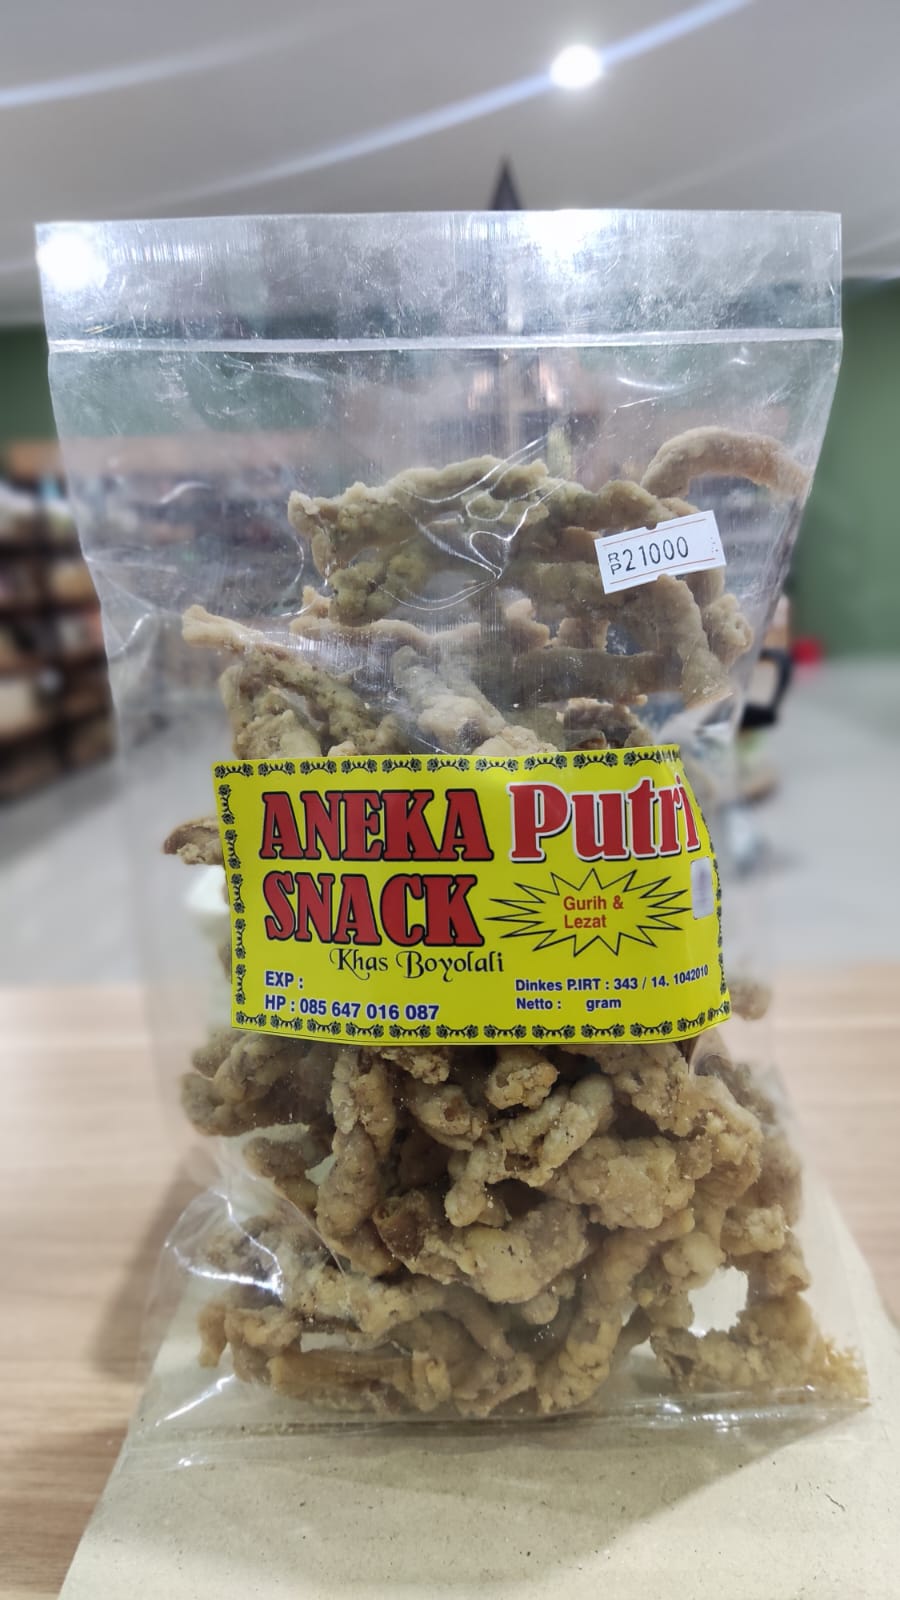 RP21000
ANEKA Putri
SNACK
Gurih &
Lezat
Khas Boyolali
EXP :
HP : 085 647 016 087
Dinkes P.IRT : 343 / 14. 1042010
Netto : gram